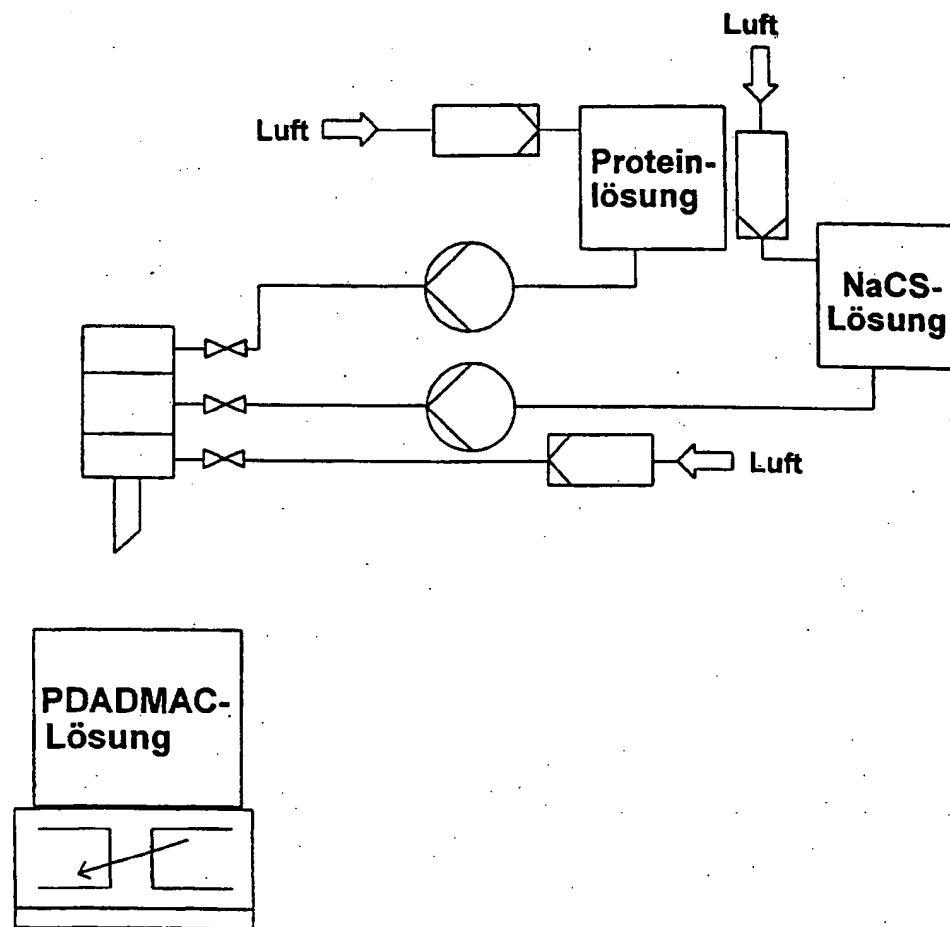 Luft
Luft
Protein-
lösung
NaCS-
Lösung
Luft
PDADMAC-
Lösung